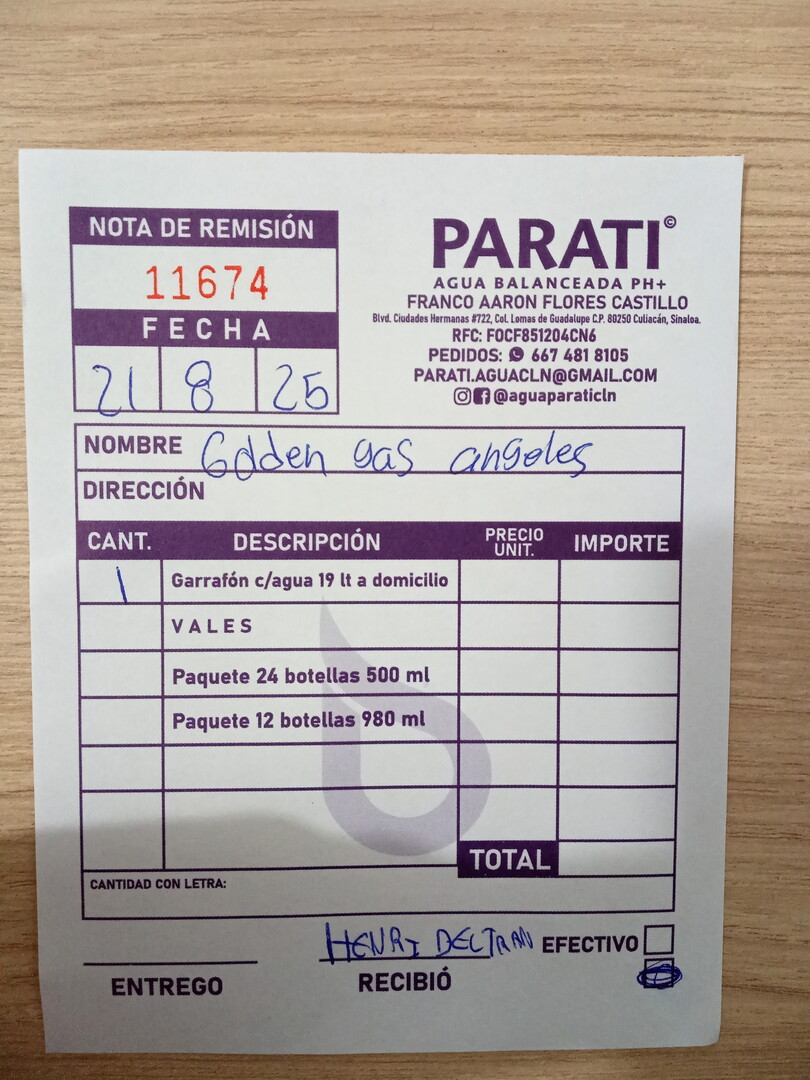 NOTA DE REMISIÓN
11674
FECHA
21 8 25
PARATI©
AGUA BALANCEADA PH+
FRANCO AARON FLORES CASTILLO
Blvd. Ciudades Hermanas #722, Col. Lomas de Guadalupe C.P. 80250 Culiacán, Sinaloa.
RFC: FOCF851204CN6
PEDIDOS: 667 481 8105
PARATI.AGUACLN@GMAIL.COM
@aguaparaticln
NOMBRE Golden gas angeles
DIRECCIÓN
CANT. DESCRIPCIÓN PRECIO UNIT. IMPORTE
1 Garrafón c/agua 19 lt a domicilio
VALES
Paquete 24 botellas 500 ml
Paquete 12 botellas 980 ml
TOTAL
CANTIDAD CON LETRA:
HENRI BELTRAN EFECTIVO
ENTREGO RECIBIÓ